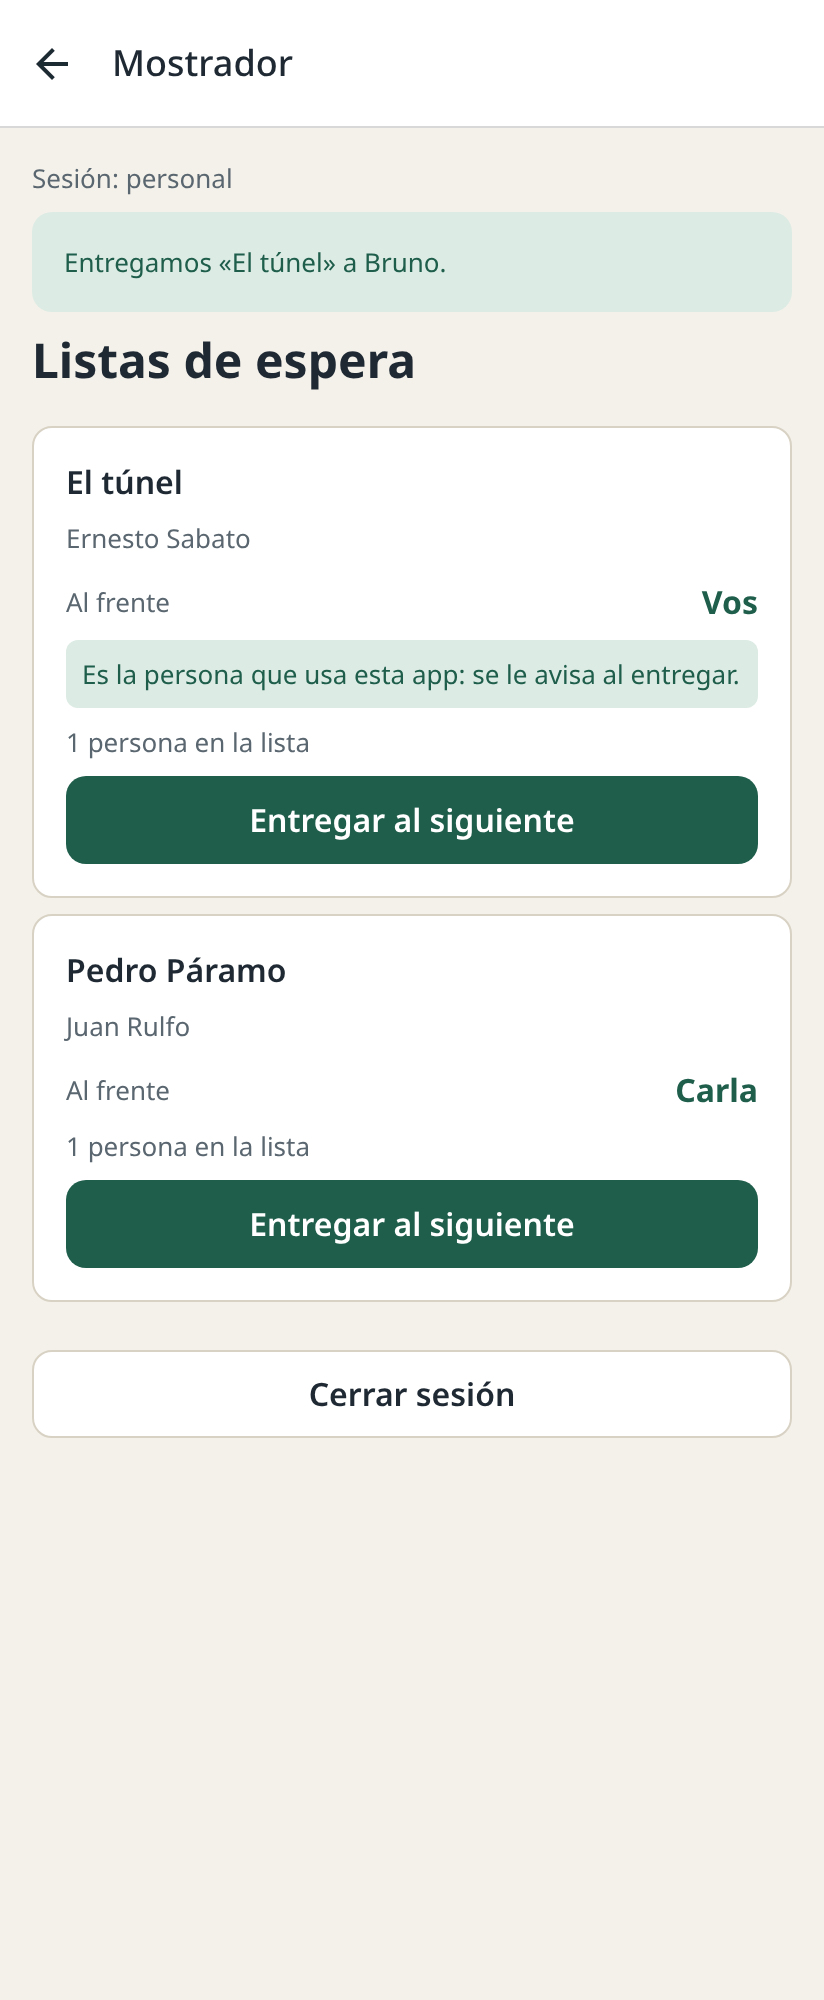 Mostrador
Sesión: personal
Entregamos «El túnel» a Bruno.
Listas de espera
El túnel
Ernesto Sabato
Al frente
Vos
Es la persona que usa esta app: se le avisa al entregar.
1 persona en la lista
Entregar al siguiente
Pedro Páramo
Juan Rulfo
Al frente
Carla
1 persona en la lista
Entregar al siguiente
Cerrar sesión